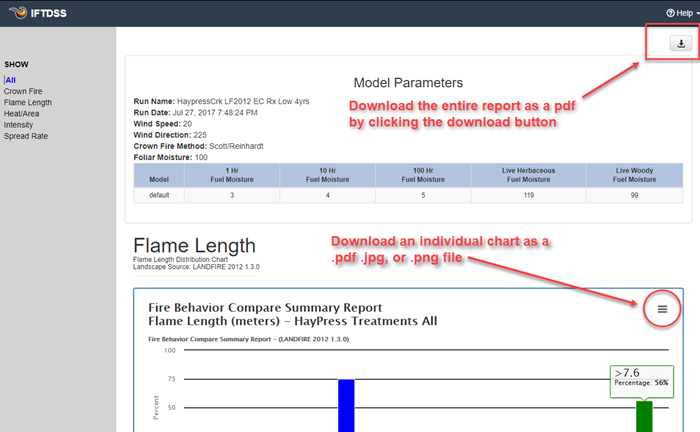 IFTDSS
Help
SHOW
All
Crown Fire
Flame Length
Heat/Area
Intensity
Spread Rate
Model Parameters
Run Name: HaypressCrk LF2012 EC Rx Low 4yrs
Run Date: Jul 27, 2017 7:48:24 PM
Wind Speed: 20
Wind Direction: 225
Crown Fire Method: Scott/Reinhardt
Foliar Moisture: 100
Download the entire report as a pdf
by clicking the download button
Model 1 Hr Fuel Moisture 10 Hr Fuel Moisture 100 Hr Fuel Moisture Live Herbaceous Fuel Moisture Live Woody Fuel Moisture
default 3 4 5 119 99
Flame Length
Flame Length Distribution Chart
Landscape Source: LANDFIRE 2012 1.3.0
Download an individual chart as a
.pdf .jpg, or .png file
Fire Behavior Compare Summary Report
Flame Length (meters) – HayPress Treatments All
Fire Behavior Compare Summary Report – (LANDFIRE 2012 1.3.0)
100
75
50
Percent
>7.6
Percentage: 56%